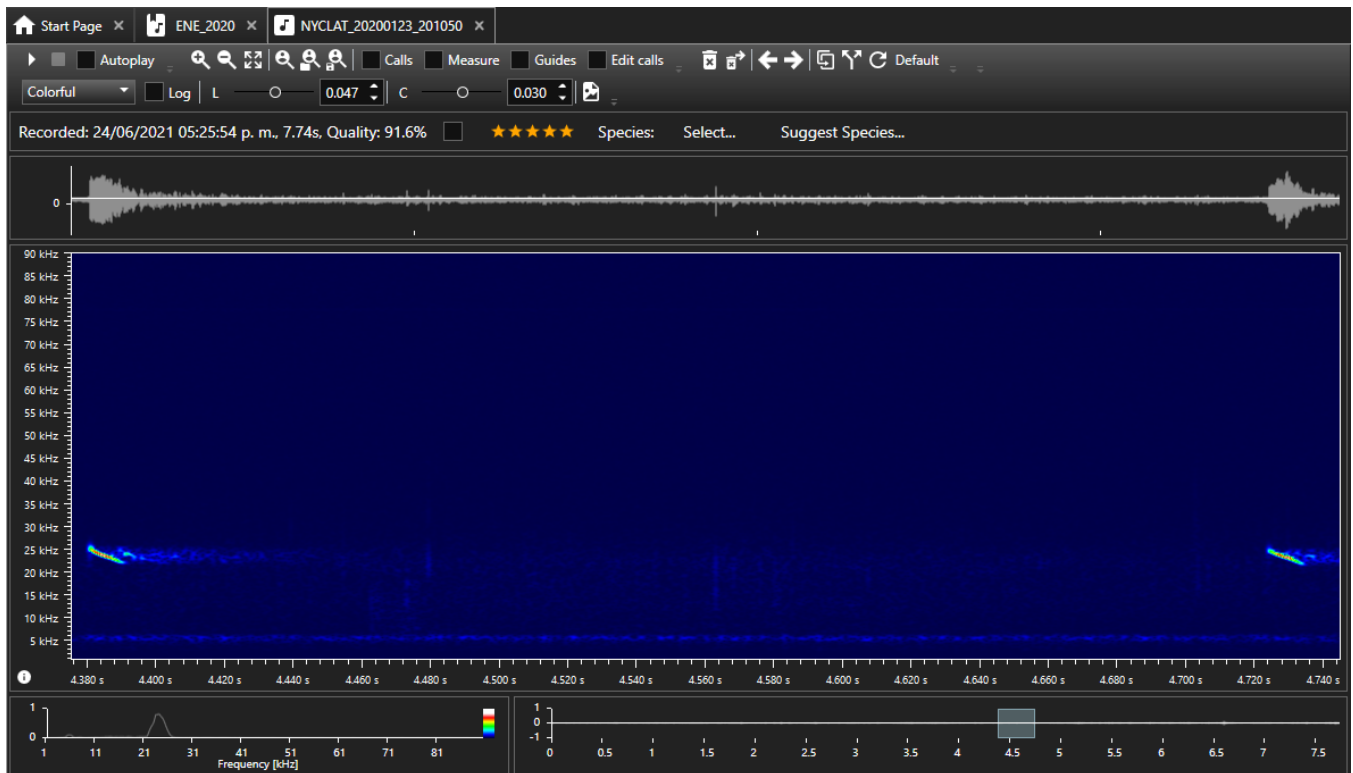 Start Page × ENE_2020 × NYCLAT_20200123_201050 ×
Autoplay Calls Measure Guides Edit calls Default
Colorful Log L 0.047 C 0.030
Recorded: 24/06/2021 05:25:54 p. m., 7.74s, Quality: 91.6% ★★★★★ Species: Select... Suggest Species...
0
90 kHz
85 kHz
80 kHz
75 kHz
70 kHz
65 kHz
60 kHz
55 kHz
50 kHz
45 kHz
40 kHz
35 kHz
30 kHz
25 kHz
20 kHz
15 kHz
10 kHz
5 kHz
4.380 s 4.400 s 4.420 s 4.440 s 4.460 s 4.480 s 4.500 s 4.520 s 4.540 s 4.560 s 4.580 s 4.600 s 4.620 s 4.640 s 4.660 s 4.680 s 4.700 s 4.720 s 4.740 s
1
0
1 11 21 31 41 51 61 71 81
Frequency [kHz]
1
0
-1
0 0.5 1 1.5 2 2.5 3 3.5 4 4.5 5 5.5 6 6.5 7 7.5